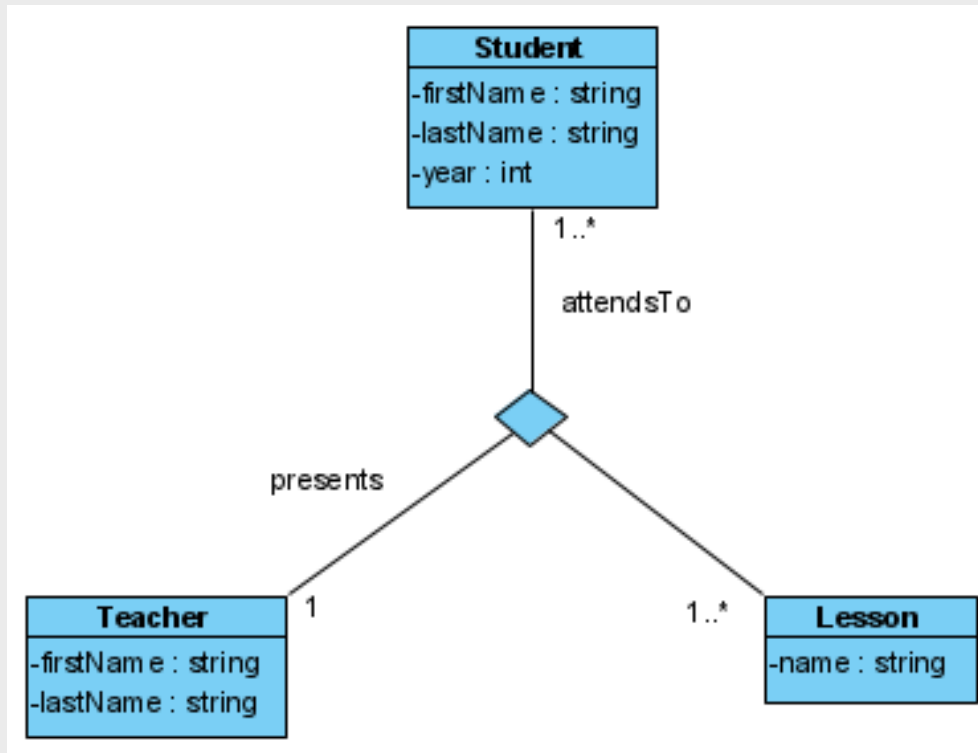 Student
-firstName : string
-lastName : string
-year : int
1..*
attendsTo
presents
1
1..*
Teacher
-firstName : string
-lastName : string
Lesson
-name : string